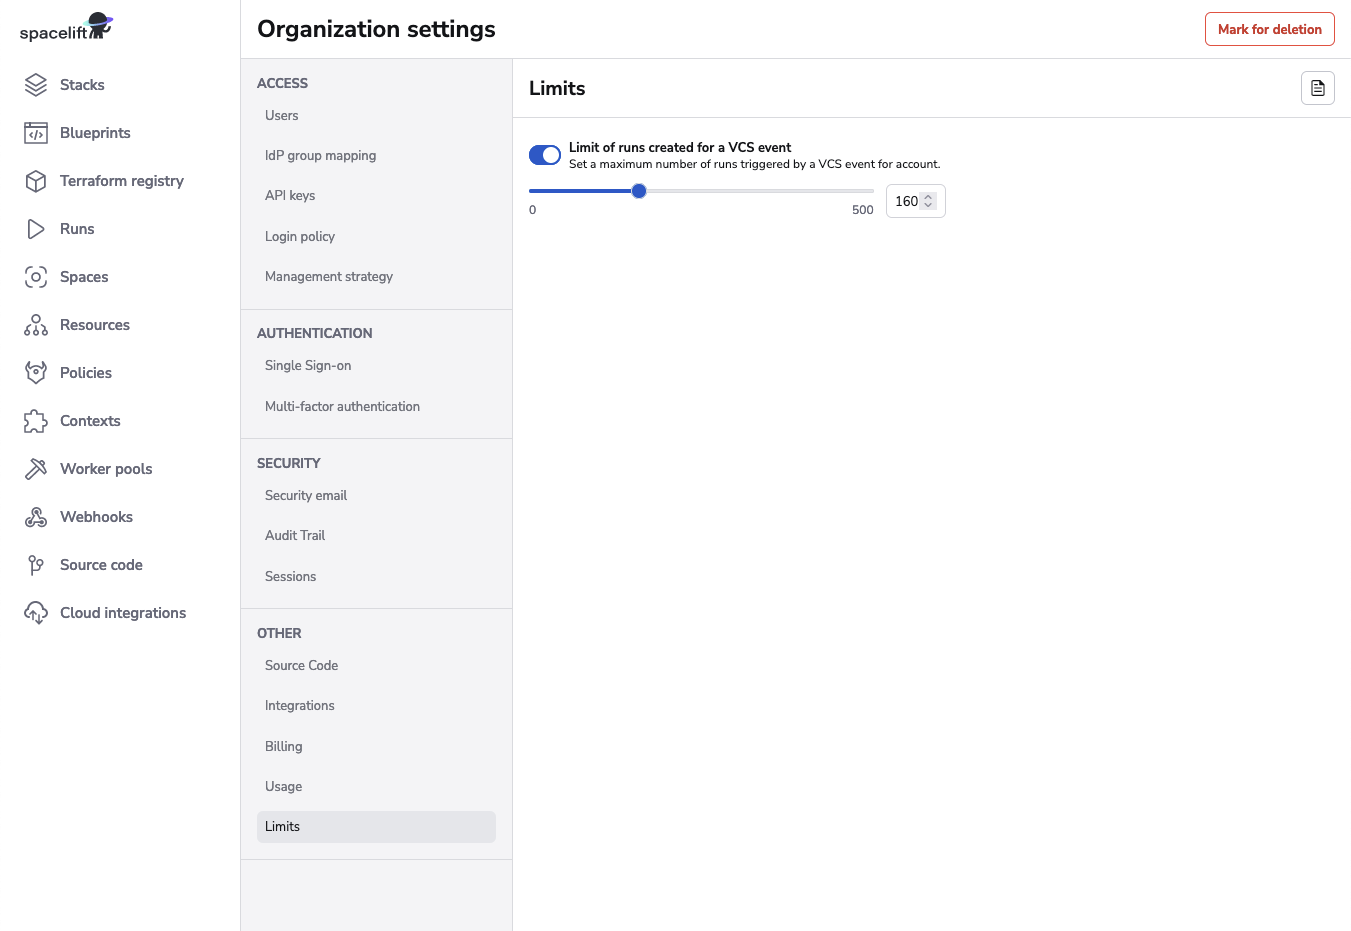 spacelift
Stacks
Blueprints
Terraform registry
Runs
Spaces
Resources
Policies
Contexts
Worker pools
Webhooks
Source code
Cloud integrations
Organization settings
Mark for deletion
ACCESS
Users
IdP group mapping
API keys
Login policy
Management strategy
AUTHENTICATION
Single Sign-on
Multi-factor authentication
SECURITY
Security email
Audit Trail
Sessions
OTHER
Source Code
Integrations
Billing
Usage
Limits
Limits
Limit of runs created for a VCS event
Set a maximum number of runs triggered by a VCS event for account.
0
500
160